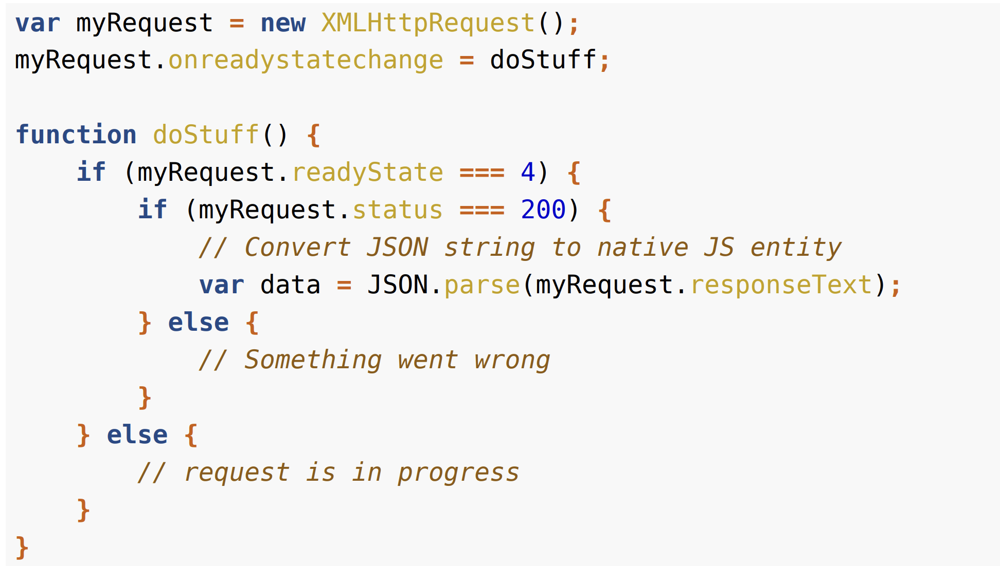 var myRequest = new XMLHttpRequest();
myRequest.onreadystatechange = doStuff;

function doStuff() {
    if (myRequest.readyState === 4) {
        if (myRequest.status === 200) {
            // Convert JSON string to native JS entity
            var data = JSON.parse(myRequest.responseText);
        } else {
            // Something went wrong
        }
    } else {
        // request is in progress
    }
}